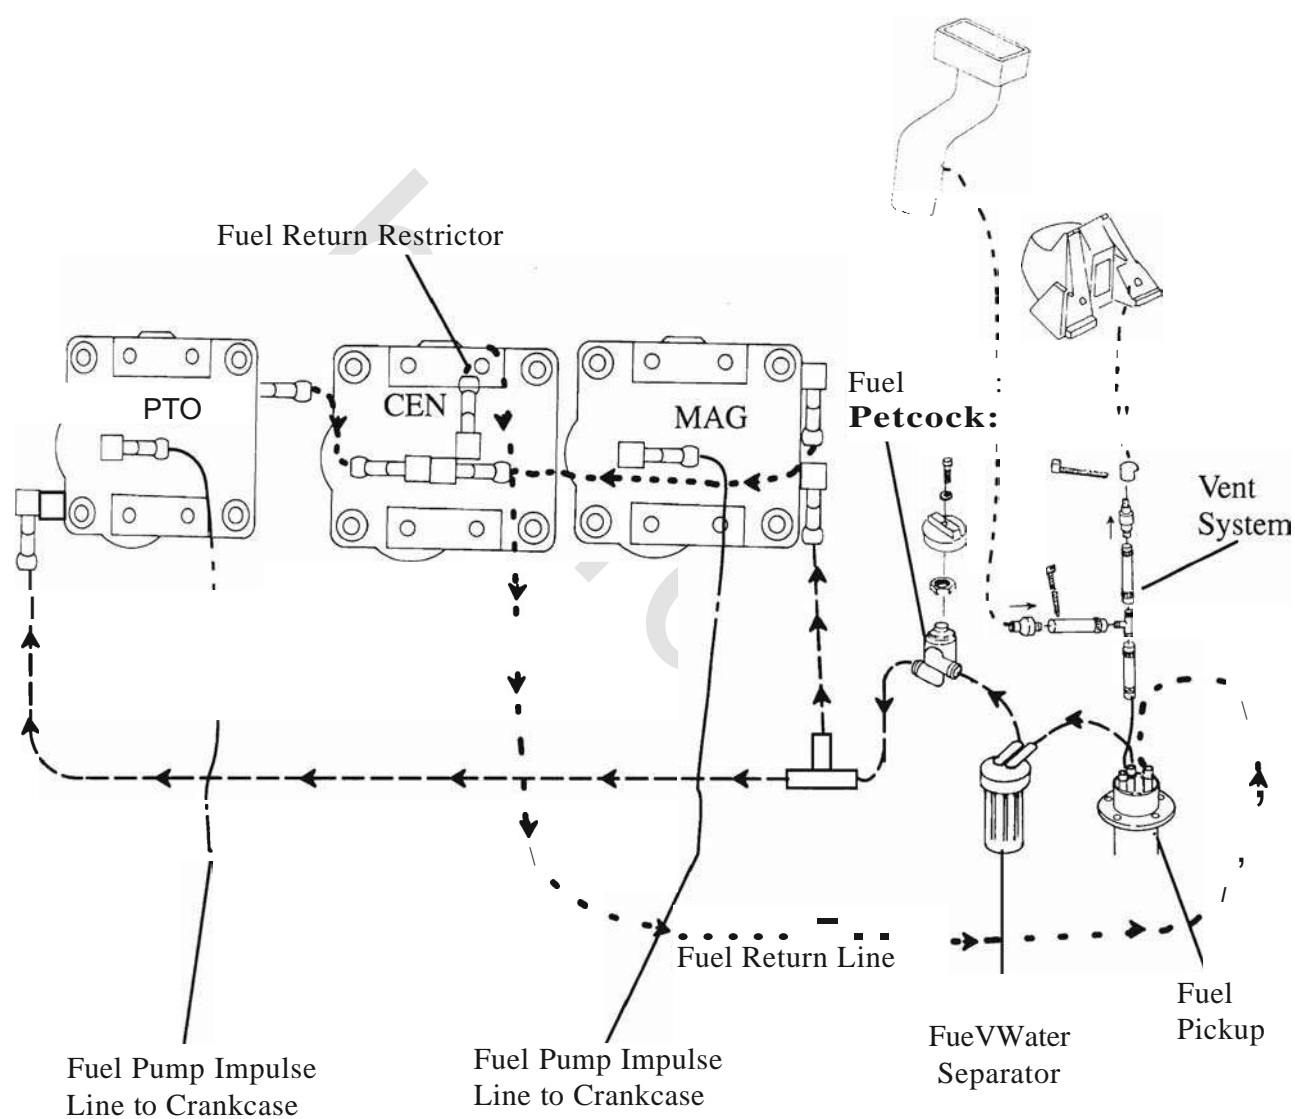 Fuel Return Restrictor
PTO
CEN
MAG
Fuel
Petcock:
Vent
System
Fuel Return Line
Fuel
Pickup
FueVWater
Separator
Fuel Pump Impulse
Line to Crankcase
Fuel Pump Impulse
Line to Crankcase